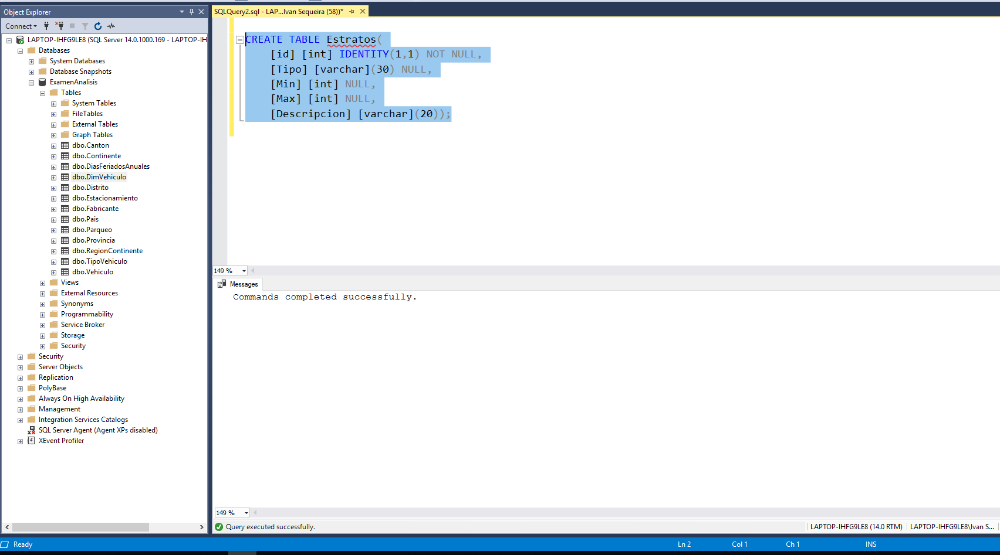 Object Explorer
Connect
LAPTOP-IHFG9LE8 (SQL Server 14.0.1000.169 - LAPTOP-IH
Databases
System Databases
Database Snapshots
ExamenAnalisis
Tables
System Tables
FileTables
External Tables
Graph Tables
dbo.Canton
dbo.Continente
dbo.DiasFeriadosAnuales
dbo.DimVehiculo
dbo.Distrito
dbo.Estacionamiento
dbo.Fabricante
dbo.Pais
dbo.Parqueo
dbo.Provincia
dbo.RegionContinente
dbo.TipoVehiculo
dbo.Vehiculo
Views
External Resources
Synonyms
Programmability
Service Broker
Storage
Security
Security
Server Objects
Replication
PolyBase
Always On High Availability
Management
Integration Services Catalogs
SQL Server Agent (Agent XPs disabled)
XEvent Profiler
SQLQuery2.sql - LAP...Ivan Sequeira (58))*
CREATE TABLE Estratos(
[id] [int] IDENTITY(1,1) NOT NULL,
[Tipo] [varchar](30) NULL,
[Min] [int] NULL,
[Max] [int] NULL,
[Descripcion] [varchar](20));
149 %
Messages
Commands completed successfully.
149 %
Query executed successfully.
LAPTOP-IHFG9LE8 (14.0 RTM)
LAPTOP-IHFG9LE8\Ivan S...
Ready
Ln 2
Col 1
Ch 1
INS